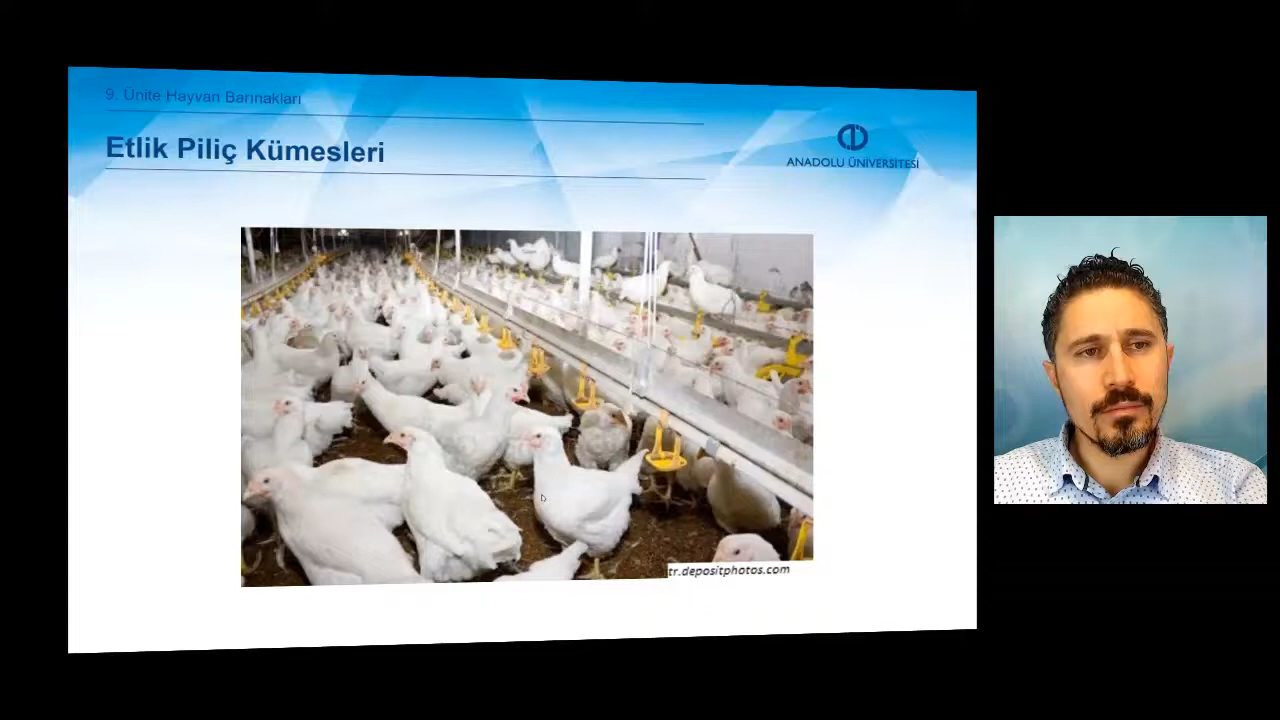 9. Ünite Hayvan Barınakları
Etlik Piliç Kümesleri
ANADOLU ÜNİVERSİTESİ
tr.depositphotos.com